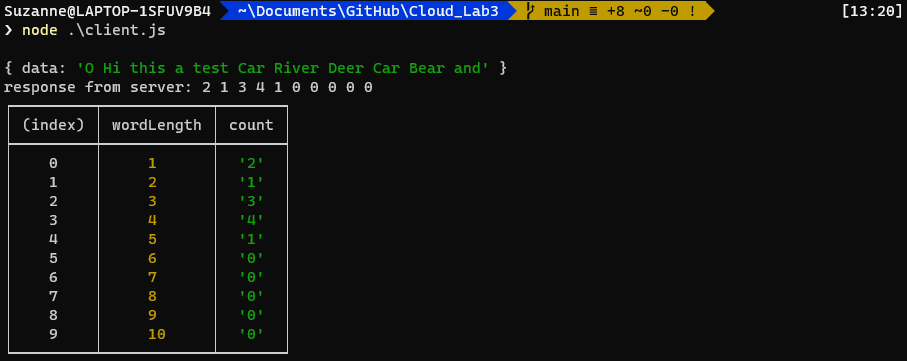 Suzanne@LAPTOP-1SFUV9B4 ~\Documents\GitHub\Cloud_Lab3 main ≡ +8 ~0 -0 ! [13:20]
❯ node .\client.js
{ data: 'O Hi this a test Car River Deer Car Bear and' }
response from server: 2 1 3 4 1 0 0 0 0 0
(index) wordLength count
0 1 '2'
1 2 '1'
2 3 '3'
3 4 '4'
4 5 '1'
5 6 '0'
6 7 '0'
7 8 '0'
8 9 '0'
9 10 '0'